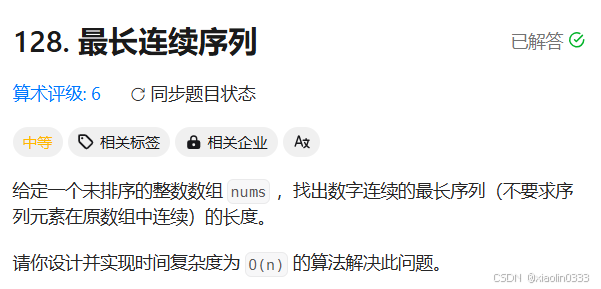 128. 最长连续序列
已解答
算术评级: 6
同步题目状态
中等
相关标签
相关企业
给定一个未排序的整数数组 nums ，找出数字连续的最长序列（不要求序
列元素在原数组中连续）的长度。
请你设计并实现时间复杂度为 O(n) 的算法解决此问题。
CSDN @xiaolin0333